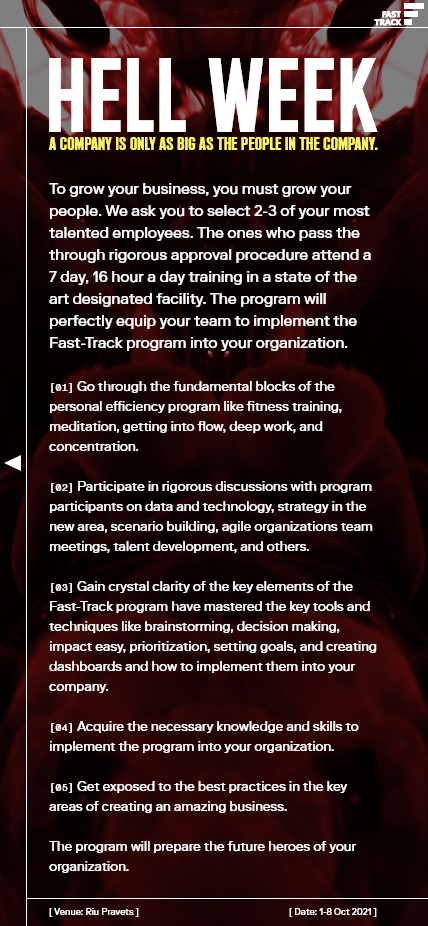 FAST
TRACK
HELL WEEK
A COMPANY IS ONLY AS BIG AS THE PEOPLE IN THE COMPANY.
To grow your business, you must grow your
people. We ask you to select 2-3 of your most
talented employees. The ones who pass the
through rigorous approval procedure attend a
7 day, 16 hour a day training in a state of the
art designated facility. The program will
perfectly equip your team to implement the
Fast-Track program into your organization.
[01] Go through the fundamental blocks of the
personal efficiency program like fitness training,
meditation, getting into flow, deep work, and
concentration.
[02] Participate in rigorous discussions with program
participants on data and technology, strategy in the
new area, scenario building, agile organizations team
meetings, talent development, and others.
[03] Gain crystal clarity of the key elements of the
Fast-Track program have mastered the key tools and
techniques like brainstorming, decision making,
impact easy, prioritization, setting goals, and creating
dashboards and how to implement them into your
company.
[04] Acquire the necessary knowledge and skills to
implement the program into your organization.
[05] Get exposed to the best practices in the key
areas of creating an amazing business.
The program will prepare the future heroes of your
organization.
[ Venue: Riu Pravets ]
[ Date: 1-8 Oct 2021 ]